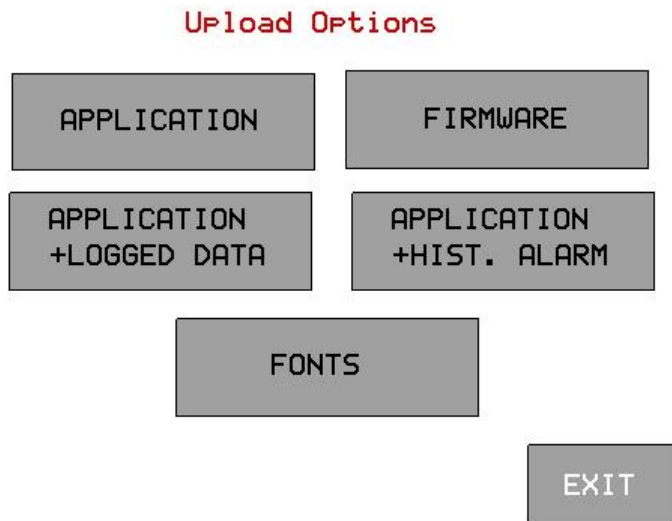 Upload Options
APPLICATION
FIRMWARE
APPLICATION
+LOGGED DATA
APPLICATION
+HIST. ALARM
FONTS
EXIT